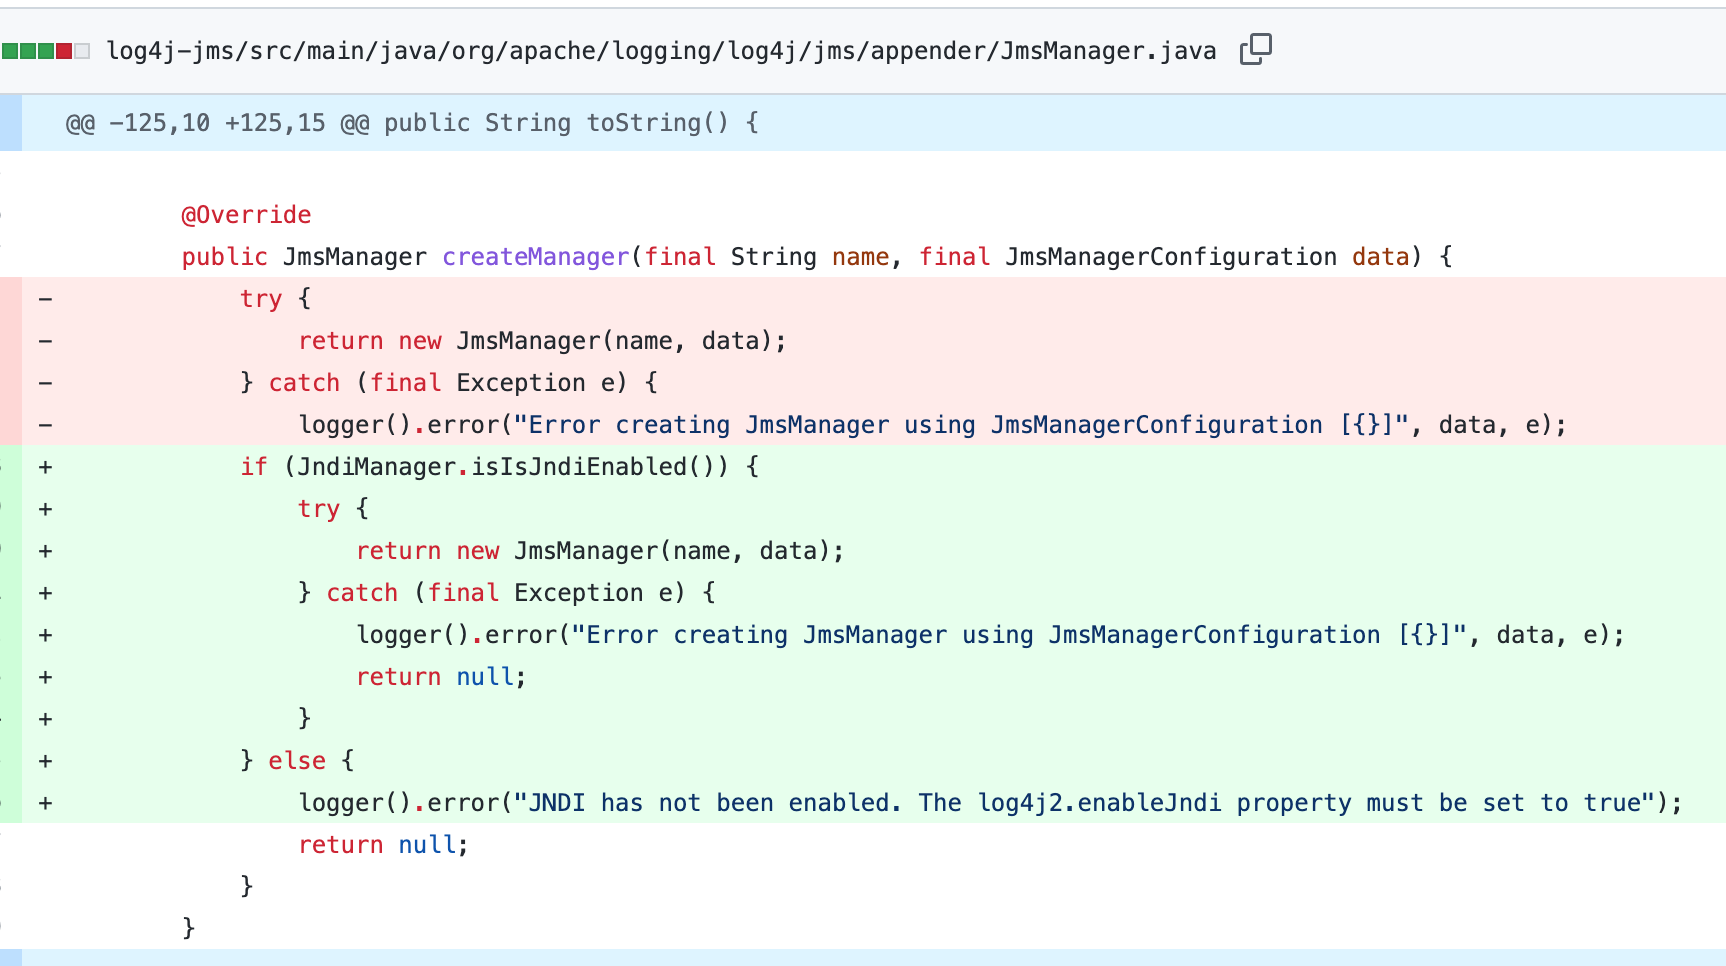 log4j-jms/src/main/java/org/apache/logging/log4j/jms/appender/JmsManager.java
@@ -125,10 +125,15 @@ public String toString() {
@Override
public JmsManager createManager(final String name, final JmsManagerConfiguration data) {
- try {
- return new JmsManager(name, data);
- } catch (final Exception e) {
- logger().error("Error creating JmsManager using JmsManagerConfiguration [{}]", data, e);
+ if (JndiManager.isIsJndiEnabled()) {
+ try {
+ return new JmsManager(name, data);
+ } catch (final Exception e) {
+ logger().error("Error creating JmsManager using JmsManagerConfiguration [{}]", data, e);
+ return null;
+ }
+ } else {
+ logger().error("JNDI has not been enabled. The log4j2.enableJndi property must be set to true");
return null;
}
}